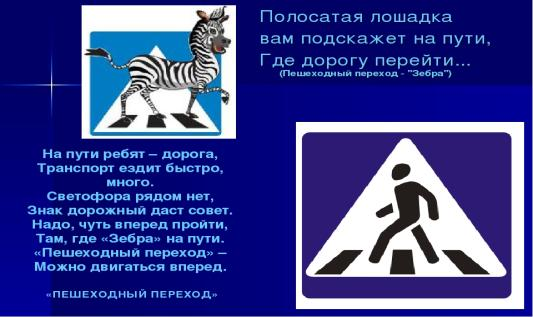 Полосатая лошадка
вам подскажет на пути,
Где дорогу перейти...
(Пешеходный переход - "Зебра")
На пути ребят – дорога,
Транспорт ездит быстро,
много.
Светофора рядом нет,
Знак дорожный даст совет.
Надо, чуть вперед пройти,
Там, где «Зебра» на пути.
«Пешеходный переход» –
Можно двигаться вперед.
«ПЕШЕХОДНЫЙ ПЕРЕХОД»